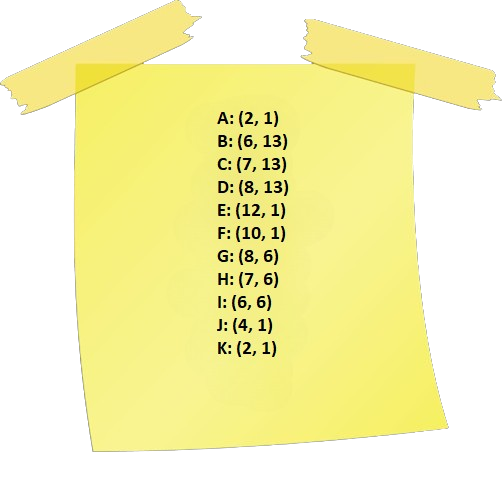 A: (2, 1)
B: (6, 13)
C: (7, 13)
D: (8, 13)
E: (12, 1)
F: (10, 1)
G: (8, 6)
H: (7, 6)
I: (6, 6)
J: (4, 1)
K: (2, 1)